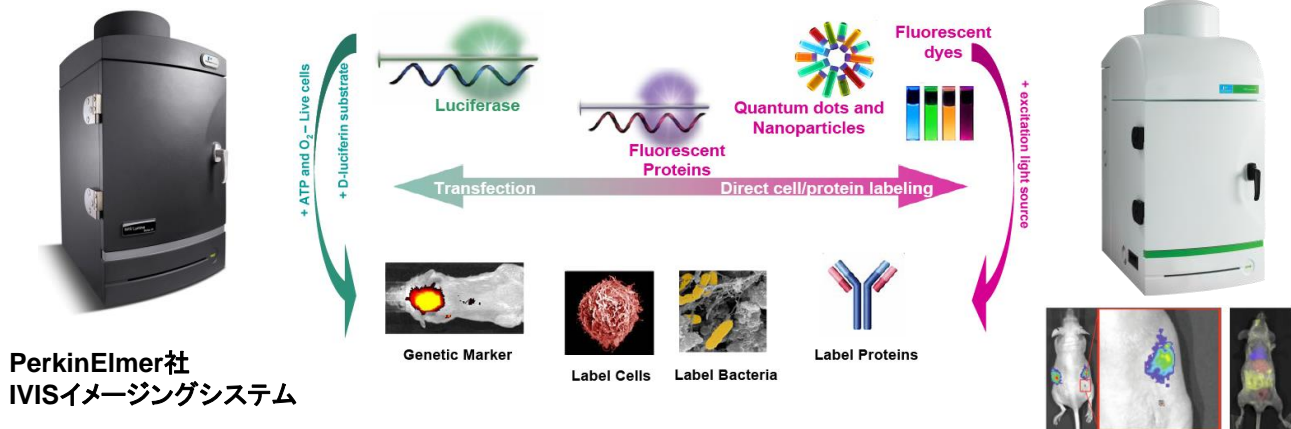 + ATP and O₂ – Live cells
+ D-luciferin substrate
Luciferase
Fluorescent
Proteins
Quantum dots and
Nanoparticles
Fluorescent
dyes
+ excitation light source
Transfection
Direct cell/protein labeling
Genetic Marker
Label Cells
Label Bacteria
Label Proteins
PerkinElmer社
IVISイメージングシステム